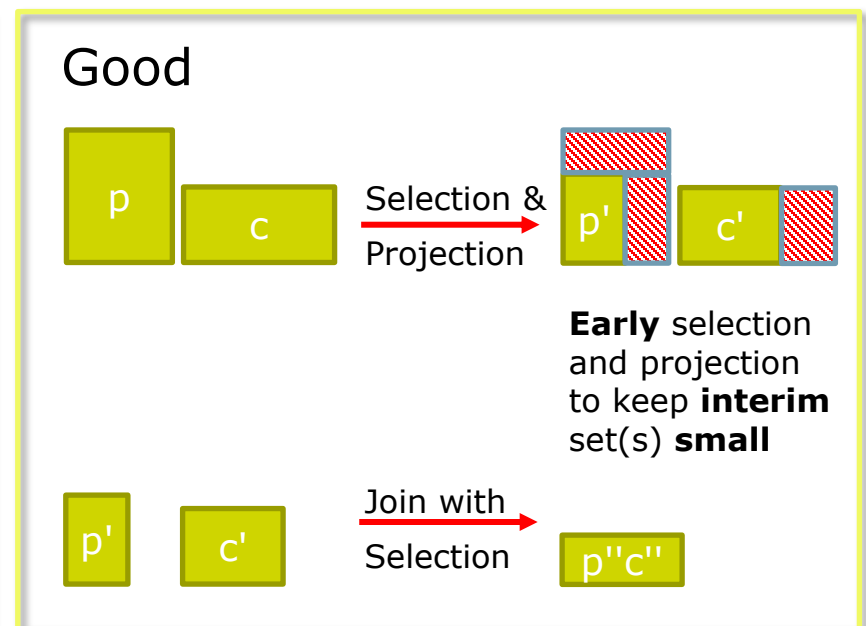 Good
p
c
Selection &
Projection
p'
c'
Early selection
and projection
to keep interim
set(s) small
p'
c'
Join with
Selection
p''c''